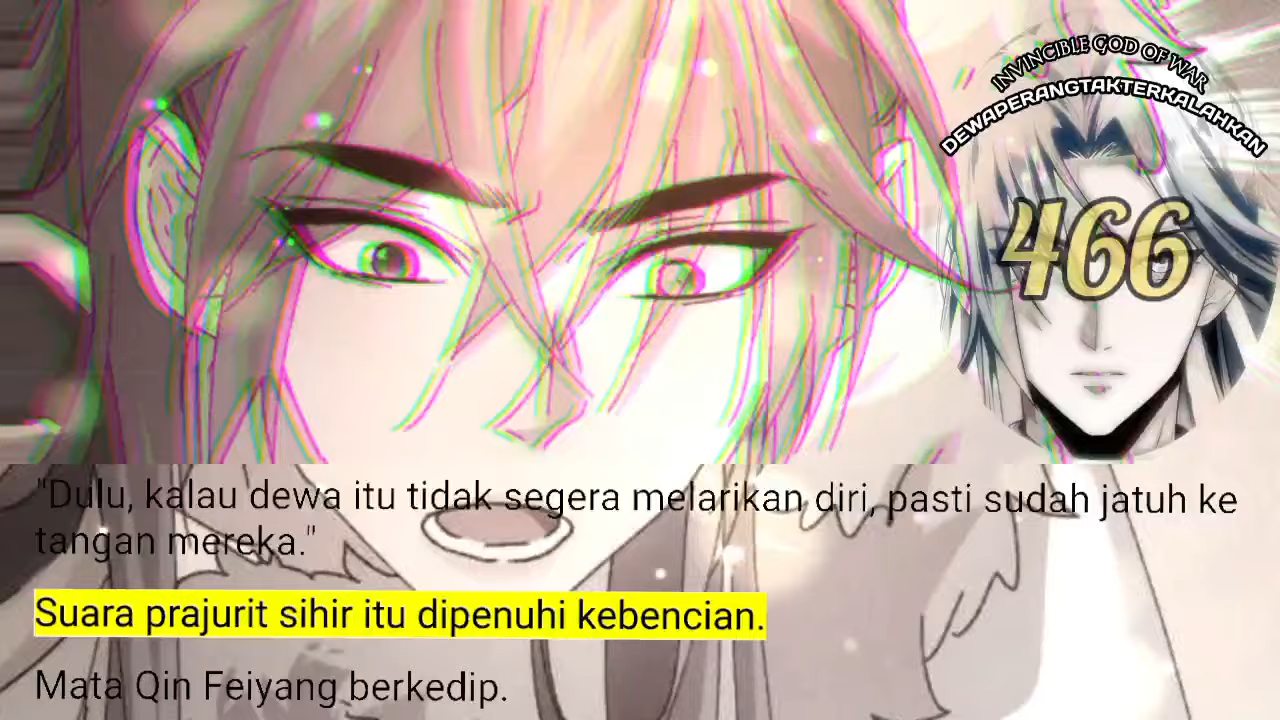 INVINCIBLE GOD OF WAR
DEWAPERANGTAKTERKALAHKAN
466
"Dulu, kalau dewa itu tidak segera melarikan diri, pasti sudah jatuh ke
tangan mereka."
Suara prajurit sihir itu dipenuhi kebencian.
Mata Qin Feiyang berkedip.